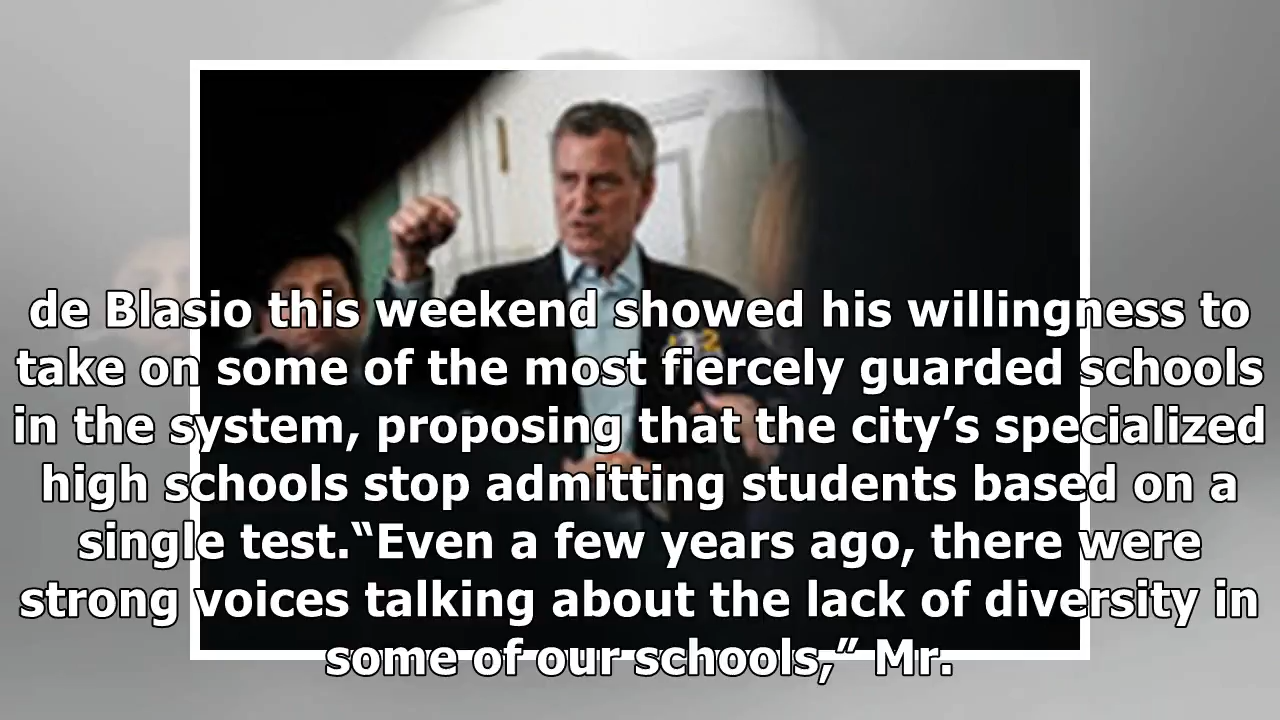 de Blasio this weekend showed his willingness to
take on some of the most fiercely guarded schools
in the system, proposing that the city’s specialized
high schools stop admitting students based on a
single test.“Even a few years ago, there were
strong voices talking about the lack of diversity in
some of our schools,” Mr.